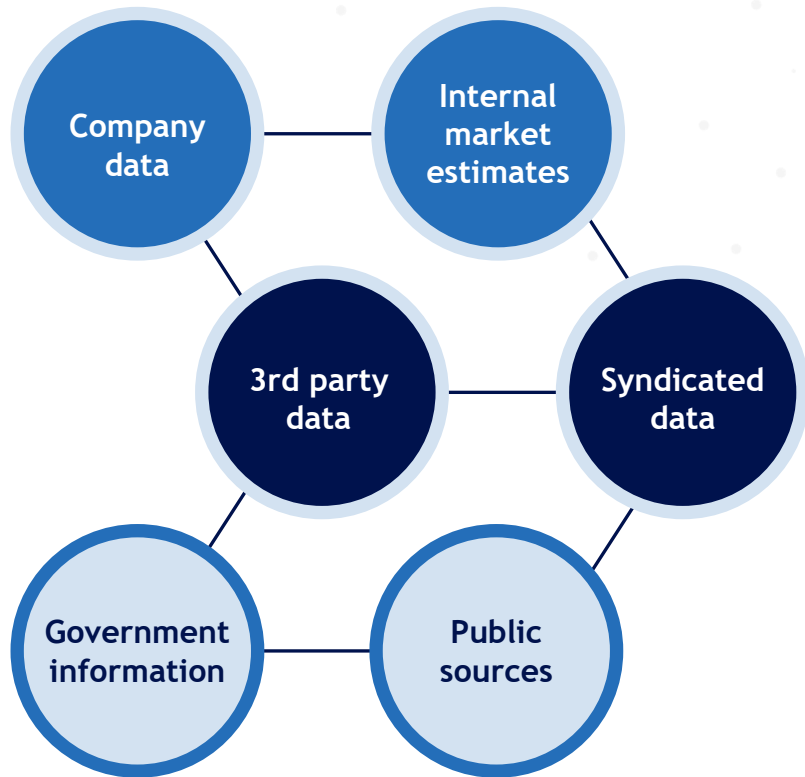 Company
data
Internal
market
estimates
3rd party
data
Syndicated
data
Government
information
Public
sources